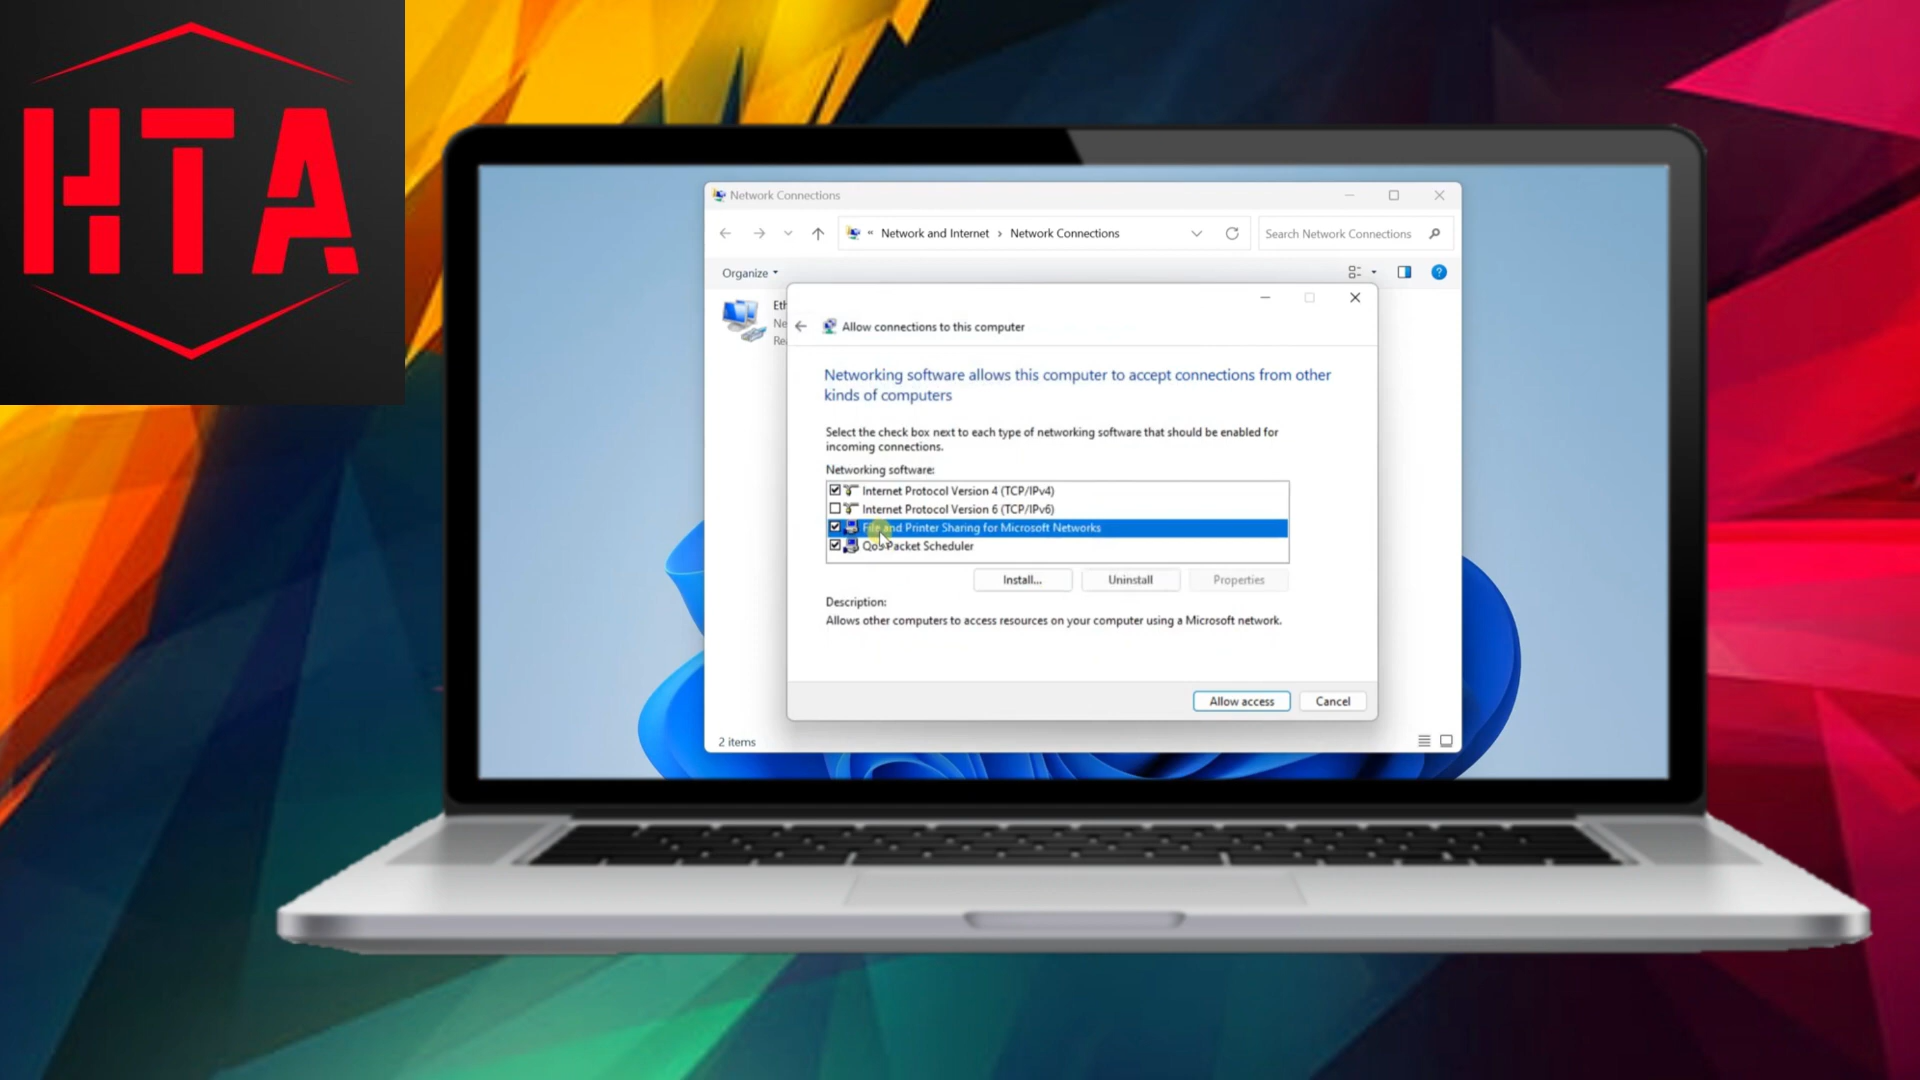 HTA
Network Connections
« Network and Internet › Network Connections
Search Network Connections
Organize
Eth
Ne
Rea
Allow connections to this computer
Networking software allows this computer to accept connections from other
kinds of computers
Select the check box next to each type of networking software that should be enabled for
incoming connections.
Networking software:
Internet Protocol Version 4 (TCP/IPv4)
Internet Protocol Version 6 (TCP/IPv6)
File and Printer Sharing for Microsoft Networks
QoS Packet Scheduler
Install...
Uninstall
Properties
Description:
Allows other computers to access resources on your computer using a Microsoft network.
Allow access
Cancel
2 items